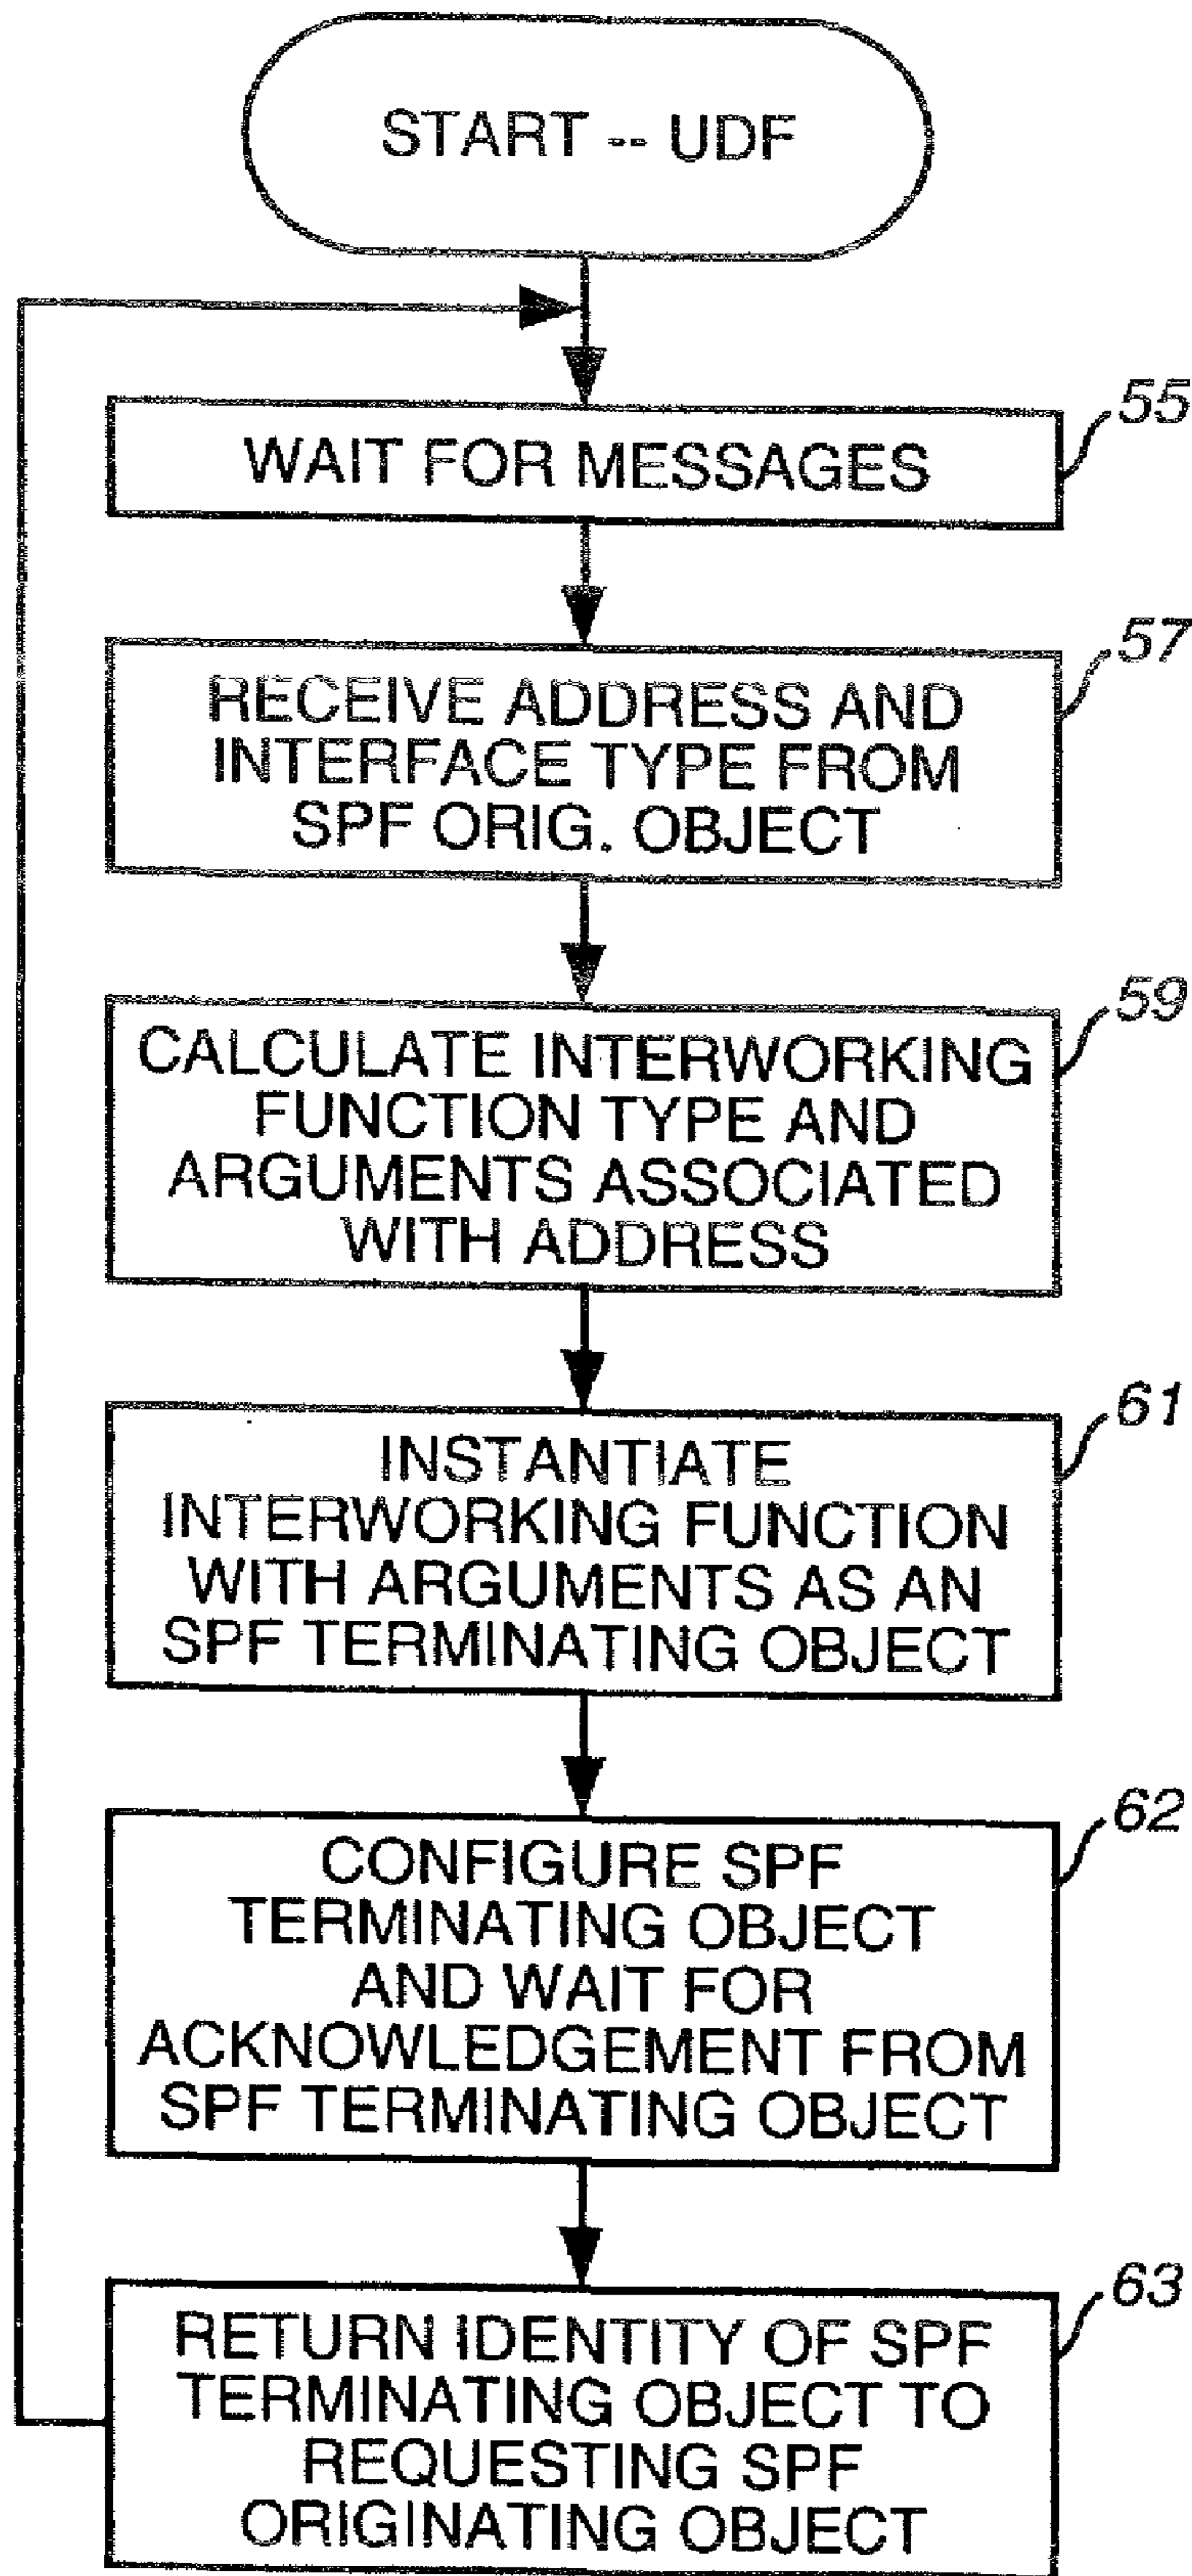 START -- UDF
WAIT FOR MESSAGES
55
RECEIVE ADDRESS AND
INTERFACE TYPE FROM
SPF ORIG. OBJECT
57
CALCULATE INTERWORKING
FUNCTION TYPE AND
ARGUMENTS ASSOCIATED
WITH ADDRESS
59
INSTANTIATE
INTERWORKING FUNCTION
WITH ARGUMENTS AS AN
SPF TERMINATING OBJECT
61
CONFIGURE SPF
TERMINATING OBJECT
AND WAIT FOR
ACKNOWLEDGEMENT FROM
SPF TERMINATING OBJECT
62
RETURN IDENTITY OF SPF
TERMINATING OBJECT TO
REQUESTING SPF
ORIGINATING OBJECT
63